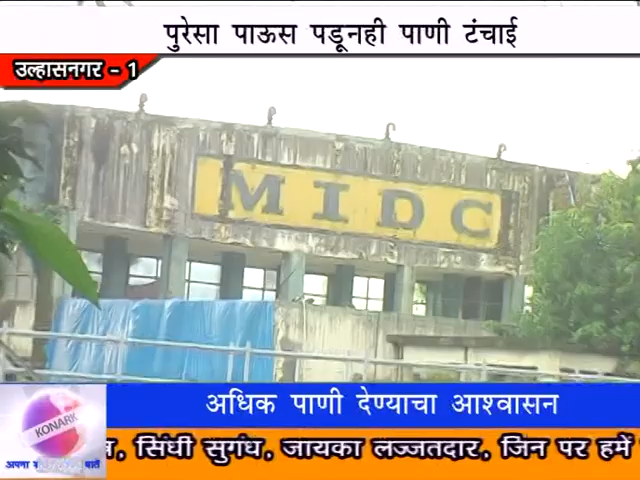 पुरेसा पाऊस पडूनही पाणी टंचाई
उल्हासनगर - 1
MIDC
अधिक पाणी देण्याचा आश्वासन
KONARK
सिंधी सुगंध, जायका लज्जतदार, जिन पर हमें